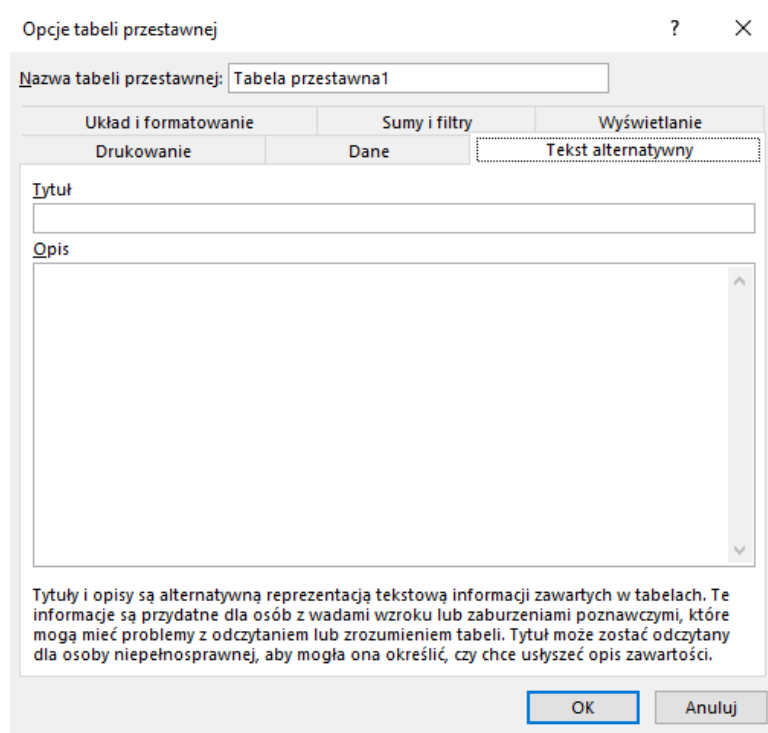 Opcje tabeli przestawnej
?
Nazwa tabeli przestawnej: Tabela przestawna1
Układ i formatowanie Sumy i filtry Wyświetlanie
Drukowanie Dane Tekst alternatywny
Tytuł
Opis
Tytuły i opisy są alternatywną reprezentacją tekstową informacji zawartych w tabelach. Te
informacje są przydatne dla osób z wadami wzroku lub zaburzeniami poznawczymi, które
mogą mieć problemy z odczytaniem lub zrozumieniem tabeli. Tytuł może zostać odczytany
dla osoby niepełnosprawnej, aby mogła ona określić, czy chce usłyszeć opis zawartości.
OK Anuluj